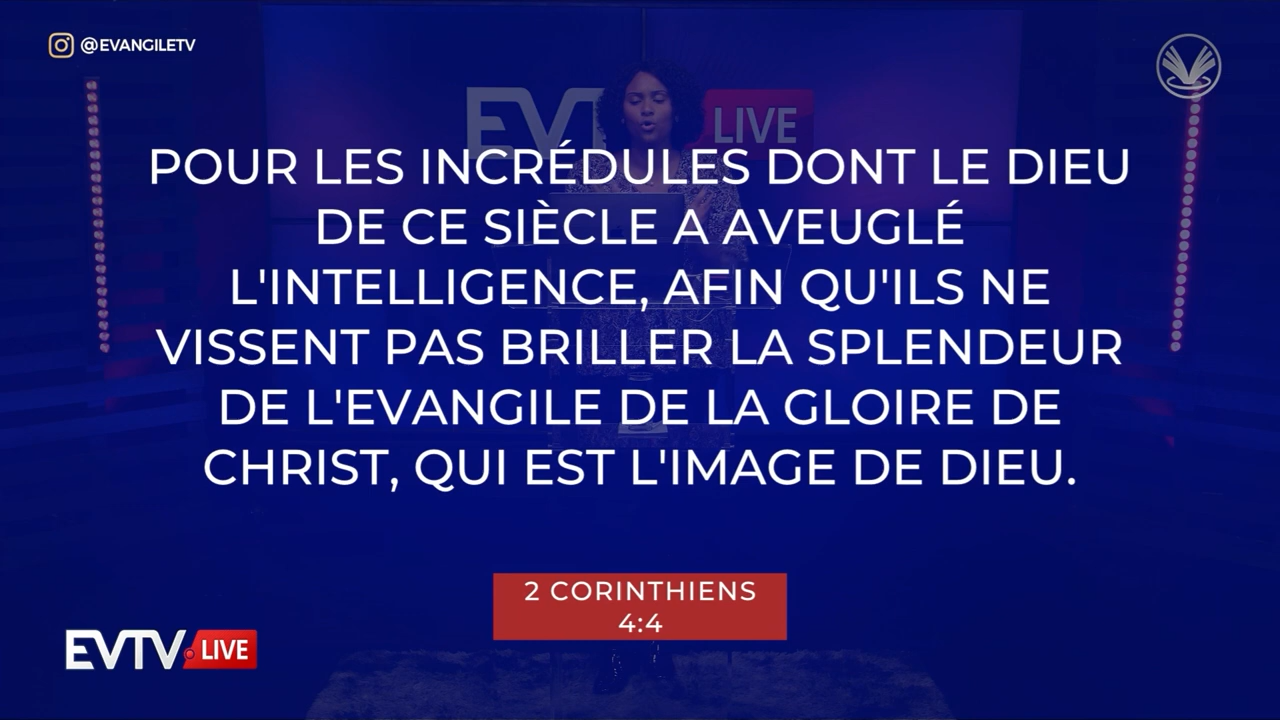 @EVANGILETV
EVT LIVE
POUR LES INCRÉDULES DONT LE DIEU
DE CE SIÈCLE A AVEUGLÉ
L'INTELLIGENCE, AFIN QU'ILS NE
VISSENT PAS BRILLER LA SPLENDEUR
DE L'EVANGILE DE LA GLOIRE DE
CHRIST, QUI EST L'IMAGE DE DIEU.
2 CORINTHIENS
4:4
EVTV LIVE